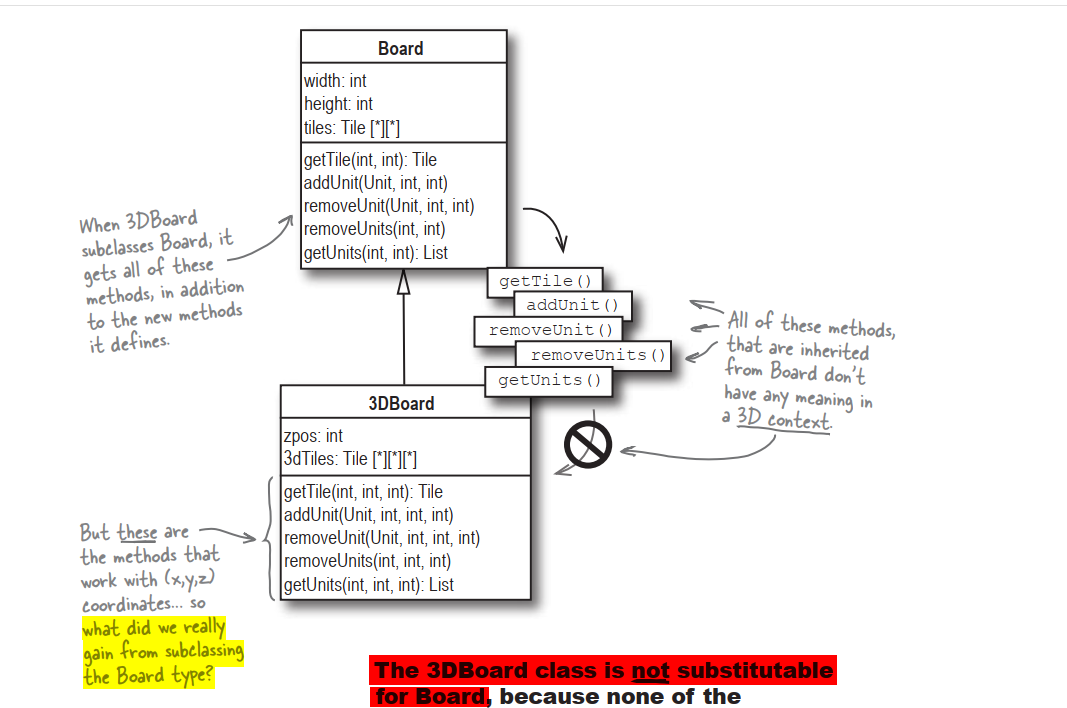 Board
width: int
height: int
tiles: Tile [*][*]
getTile(int, int): Tile
addUnit(Unit, int, int)
removeUnit(Unit, int, int)
removeUnits(int, int)
getUnits(int, int): List
When 3DBoard
subclasses Board, it
gets all of these
methods, in addition
to the new methods
it defines.
getTile()
addUnit()
removeUnit()
removeUnits()
getUnits()
All of these methods,
that are inherited
from Board don't
have any meaning in
a 3D context.
3DBoard
zpos: int
3dTiles: Tile [*][*][*]
getTile(int, int, int): Tile
addUnit(Unit, int, int, int)
removeUnit(Unit, int, int, int)
removeUnits(int, int, int)
getUnits(int, int, int): List
But these are
the methods that
work with (x,y,z)
coordinates... so
what did we really
gain from subclassing
the Board type?
The 3DBoard class is not substitutable
for Board, because none of the